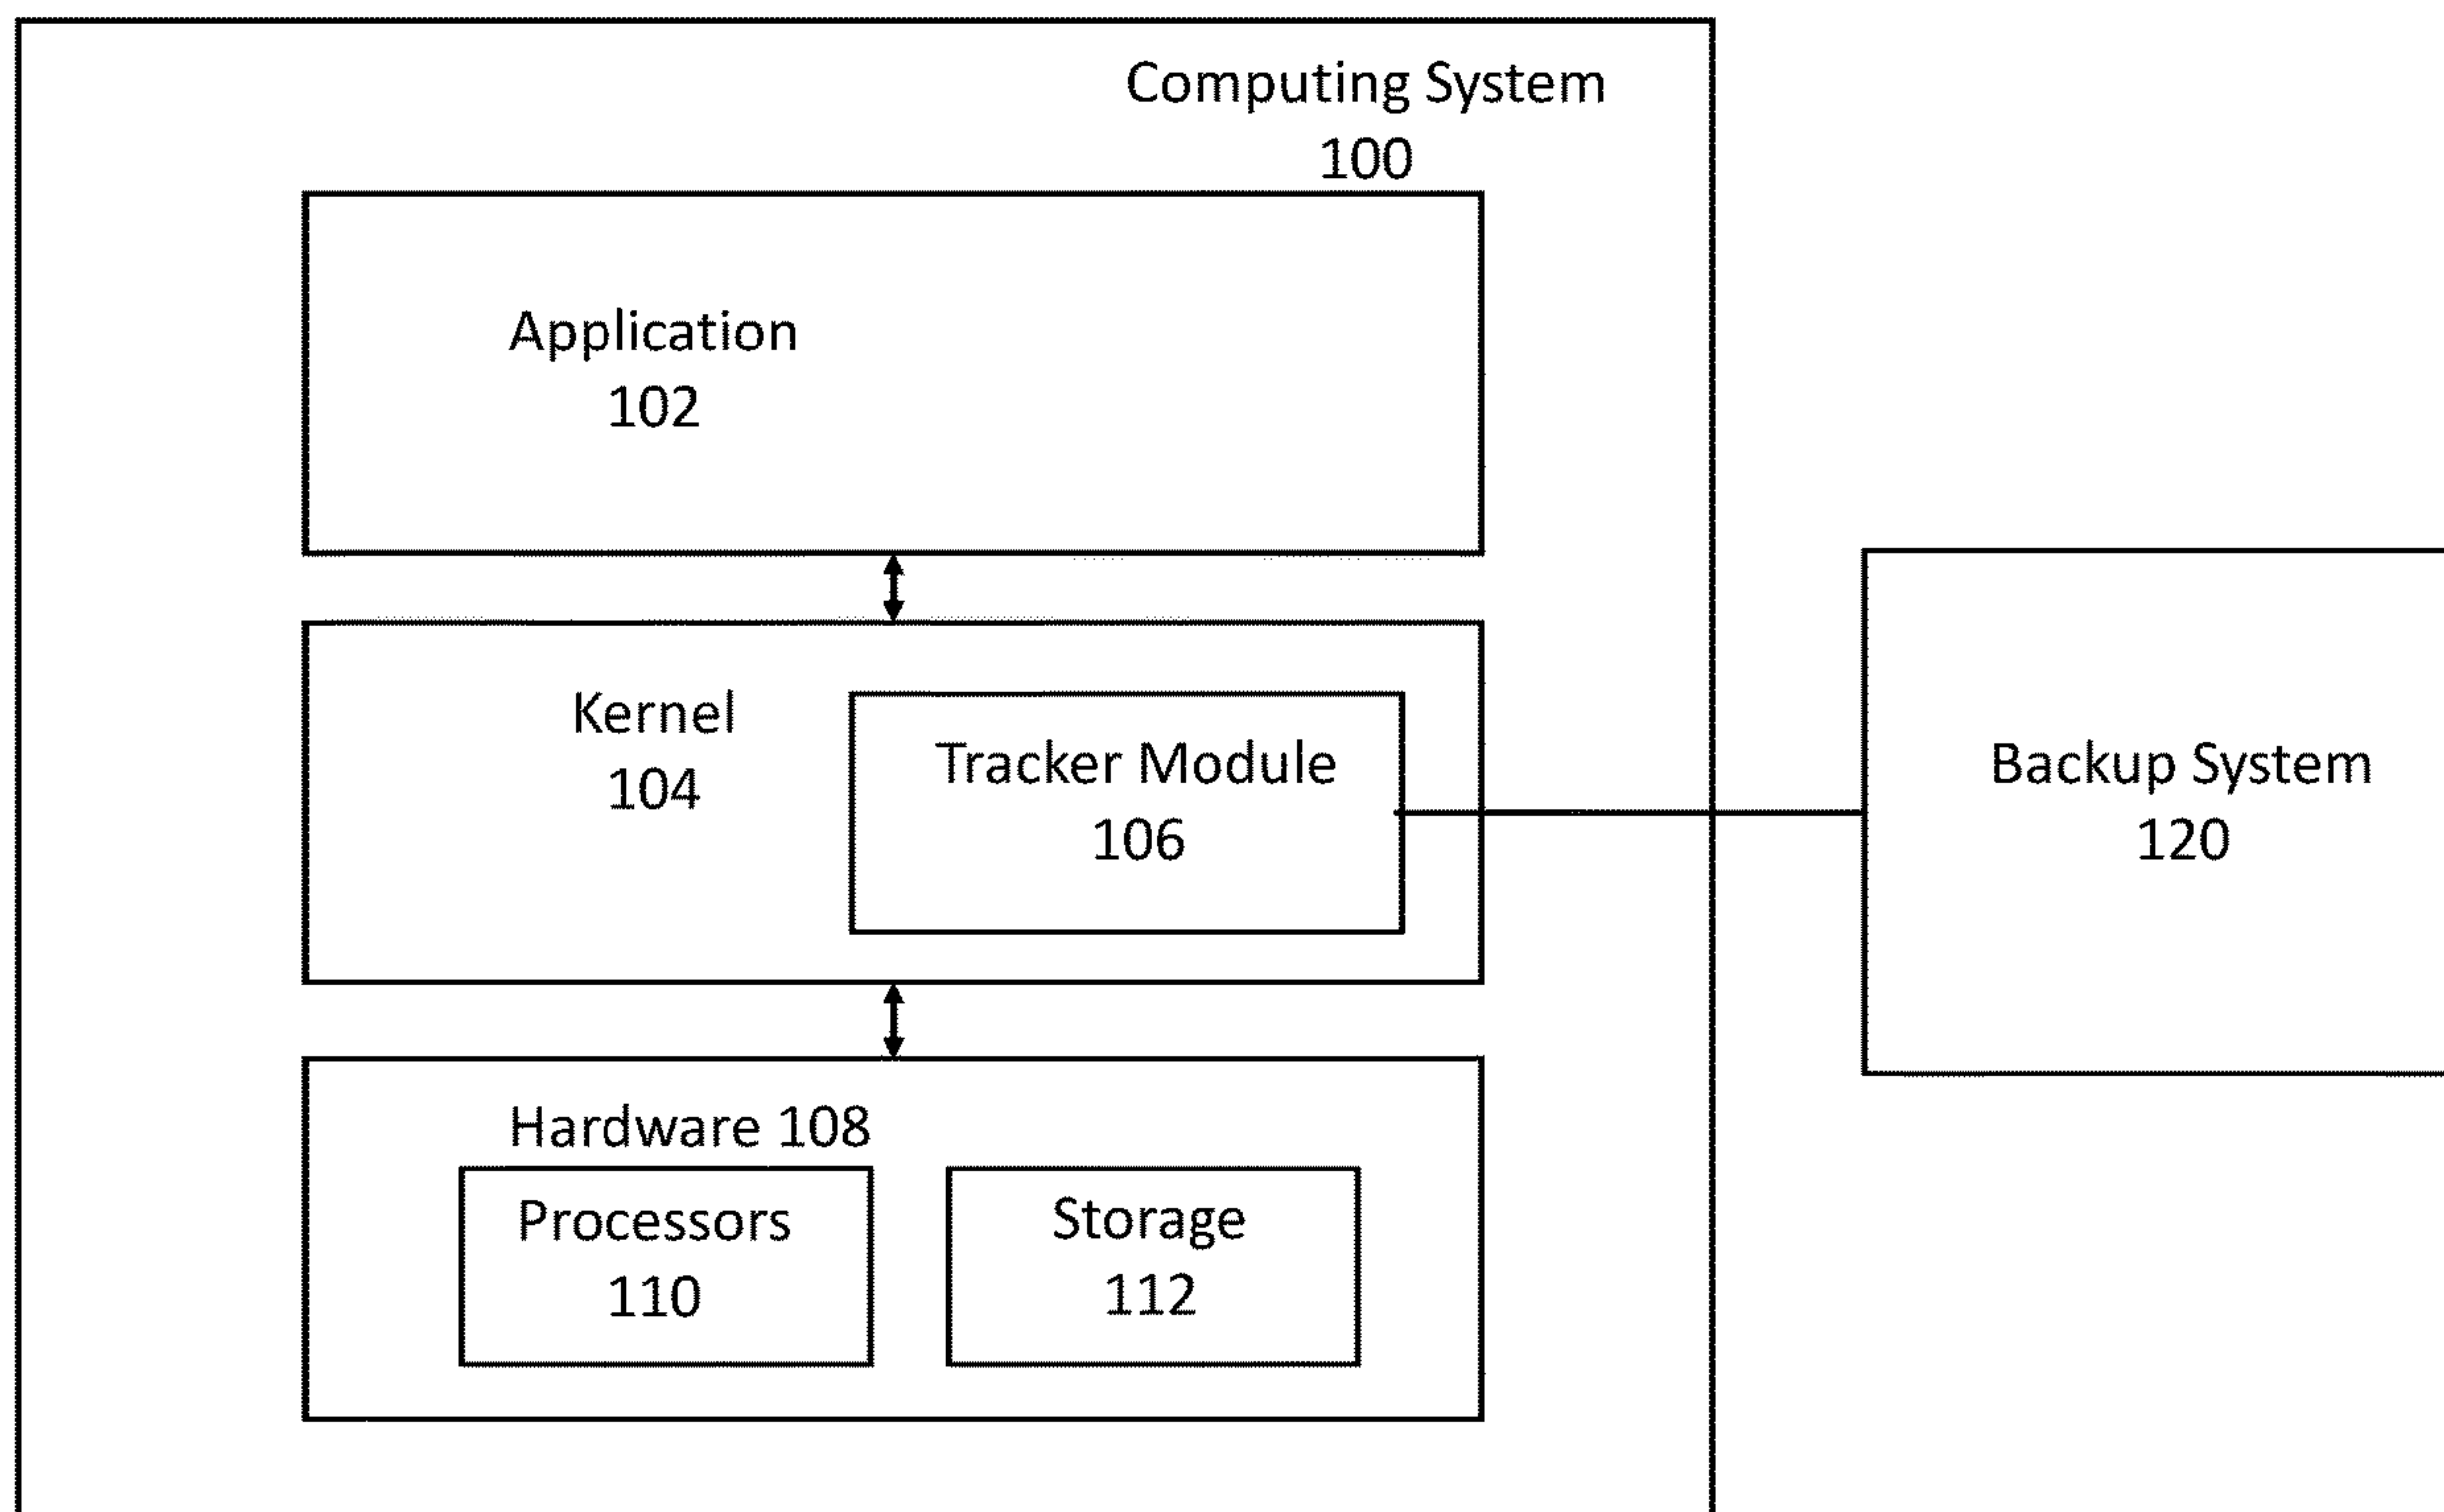 Computing System
100
Application
102
Kernel
104
Tracker Module
106
Backup System
120
Hardware 108
Processors
110
Storage
112